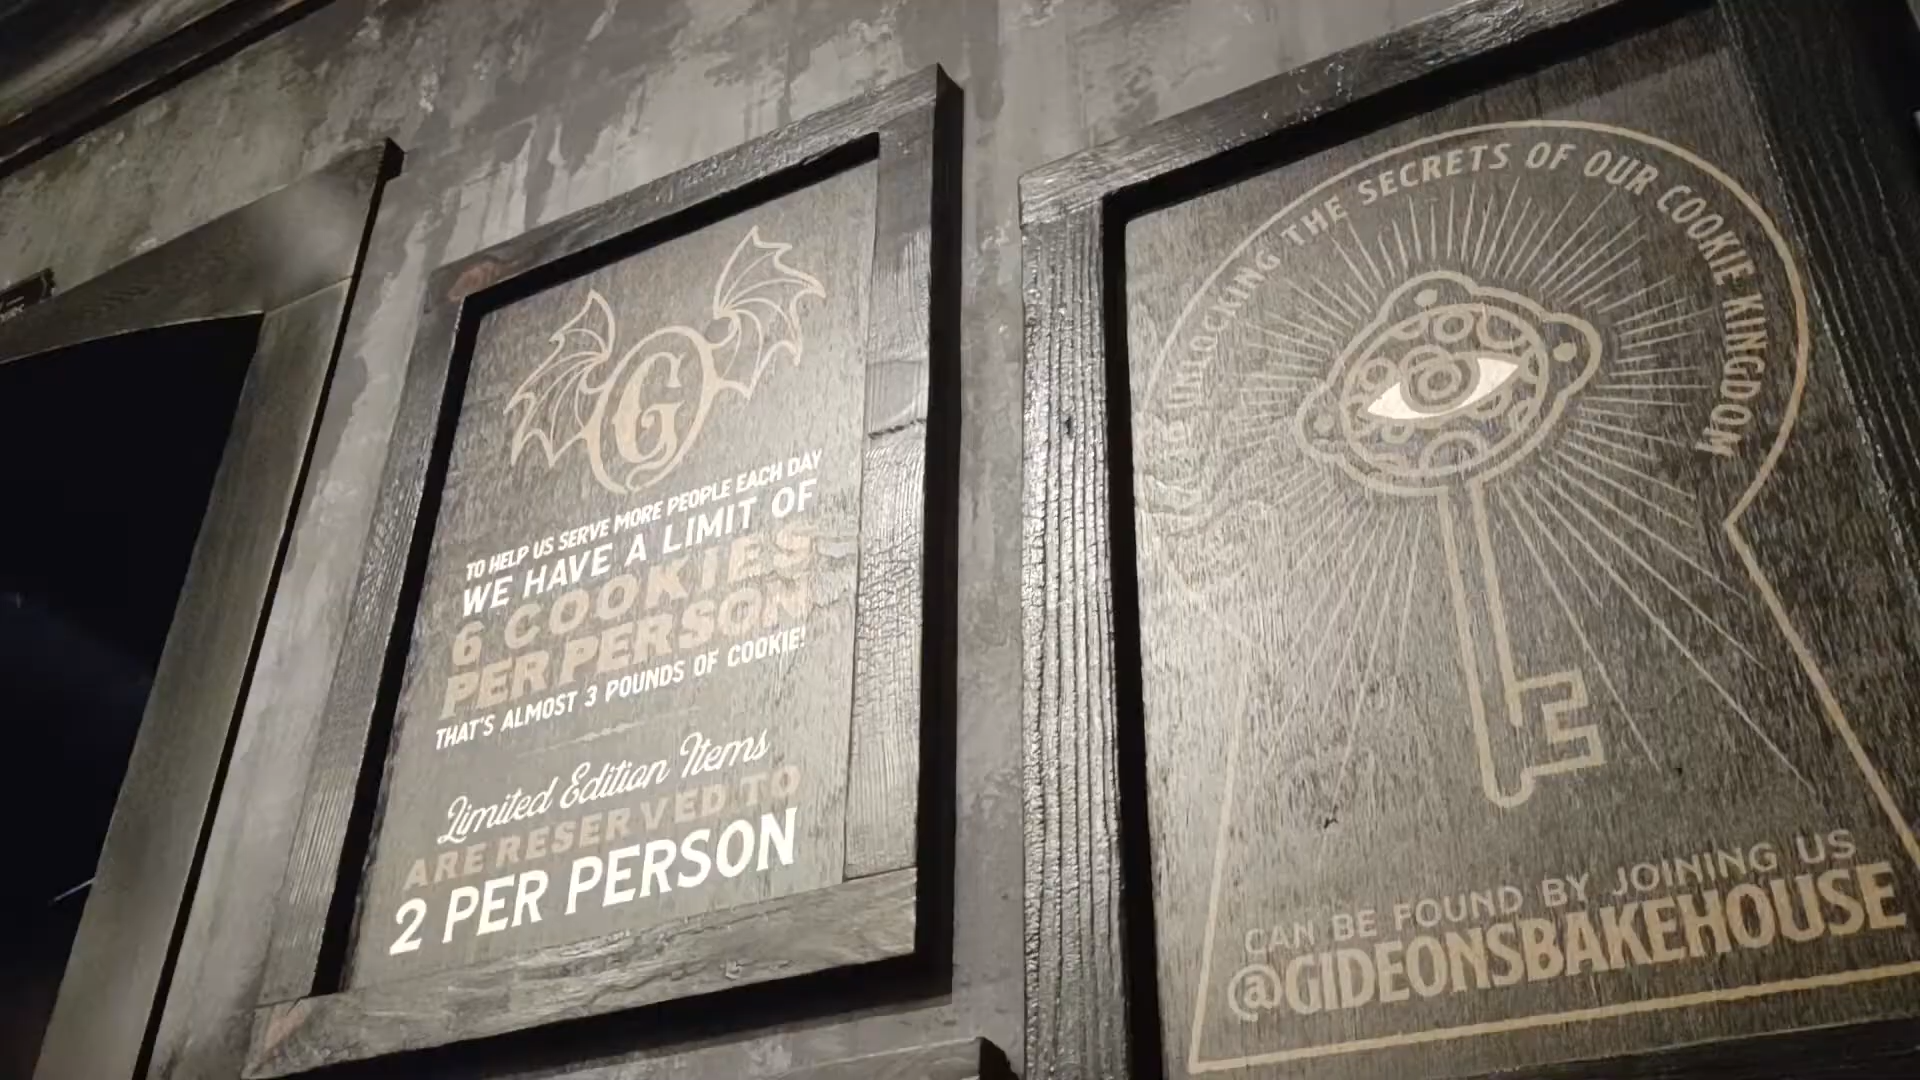 G
TO HELP US SERVE MORE PEOPLE EACH DAY
WE HAVE A LIMIT OF
6 COOKIES
PER PERSON
THAT'S ALMOST 3 POUNDS OF COOKIE!
Limited Edition Items
ARE RESERVED TO
2 PER PERSON
UNLOCKING THE SECRETS OF OUR COOKIE KINGDOM
CAN BE FOUND BY JOINING US
@GIDEONSBAKEHOUSE